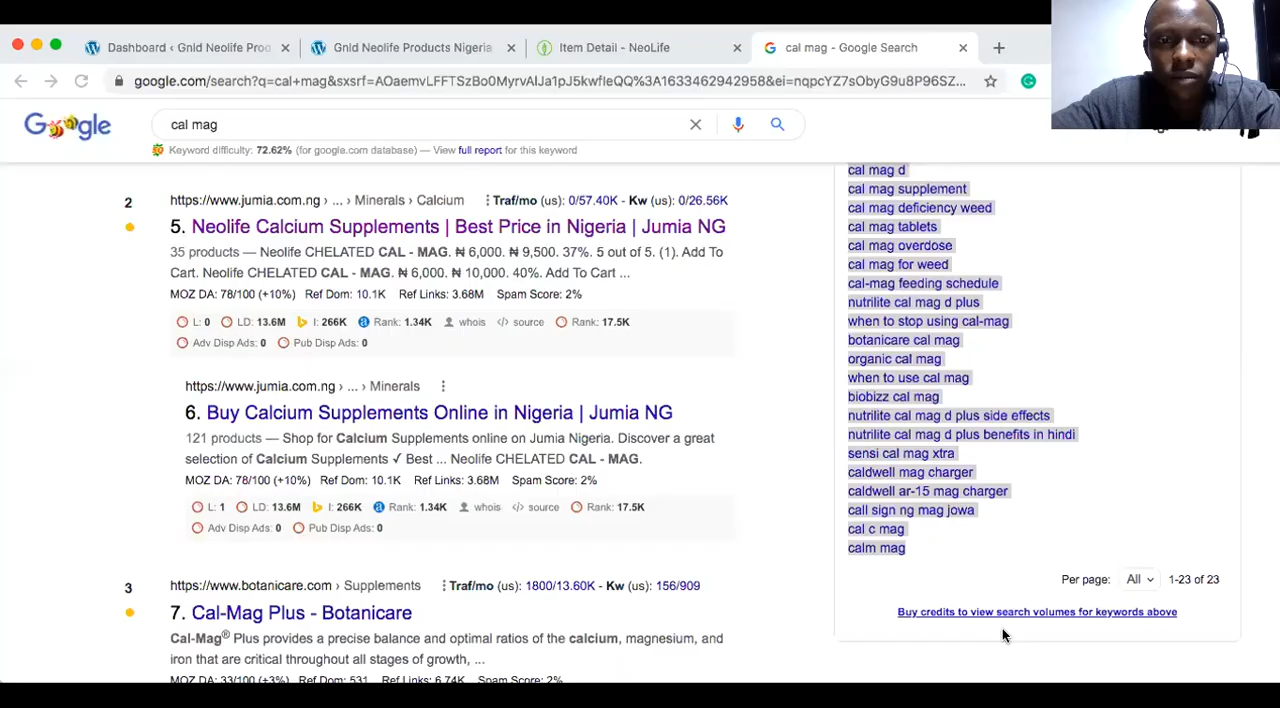 Dashboard ‹ Gnld Neolife Proo
Gnld Neolife Products Nigeria
Item Detail - NeoLife
cal mag - Google Search
google.com/search?q=cal+mag&sxsrf=AOaemvLFFTSzBo0MyrvAIJa1pJ5kwfIeQQ%3A1633462942958&ei=nqpcYZ7sObyG9u8P96SZ...
Google
cal mag
Keyword difficulty: 72.62% (for google.com database) — View full report for this keyword
2
https://www.jumia.com.ng › ... › Minerals › Calcium
Traf/mo (us): 0/57.40K - Kw (us): 0/26.56K
5. Neolife Calcium Supplements | Best Price in Nigeria | Jumia NG
35 products — Neolife CHELATED CAL - MAG. ₦ 6,000. ₦ 9,500. 37%. 5 out of 5. (1). Add To
Cart. Neolife CHELATED CAL - MAG. ₦ 6,000. ₦ 10,000. 40%. Add To Cart ...
MOZ DA: 78/100 (+10%) Ref Dom: 10.1K Ref Links: 3.68M Spam Score: 2%
L: 0 LD: 13.6M I: 266K Rank: 1.34K whois source Rank: 17.5K
Adv Disp Ads: 0 Pub Disp Ads: 0
https://www.jumia.com.ng › ... › Minerals
6. Buy Calcium Supplements Online in Nigeria | Jumia NG
121 products — Shop for Calcium Supplements online on Jumia Nigeria. Discover a great
selection of Calcium Supplements ✓ Best ... Neolife CHELATED CAL - MAG.
MOZ DA: 78/100 (+10%) Ref Dom: 10.1K Ref Links: 3.68M Spam Score: 2%
L: 1 LD: 13.6M I: 266K Rank: 1.34K whois source Rank: 17.5K
Adv Disp Ads: 0 Pub Disp Ads: 0
3
https://www.botanicare.com › Supplements
Traf/mo (us): 1800/13.60K - Kw (us): 156/909
7. Cal-Mag Plus - Botanicare
Cal-Mag® Plus provides a precise balance and optimal ratios of the calcium, magnesium, and
iron that are critical throughout all stages of growth, ...
MOZ DA: 33/100 (+3%) Ref Dom: 531 Ref Links: 6.74K Spam Score: 2%
cal mag d
cal mag supplement
cal mag deficiency weed
cal mag tablets
cal mag overdose
cal mag for weed
cal-mag feeding schedule
nutrilite cal mag d plus
when to stop using cal-mag
botanicare cal mag
organic cal mag
when to use cal mag
biobizz cal mag
nutrilite cal mag d plus side effects
nutrilite cal mag d plus benefits in hindi
sensi cal mag xtra
caldwell mag charger
caldwell ar-15 mag charger
call sign ng mag jowa
cal c mag
calm mag
Per page: All 1-23 of 23
Buy credits to view search volumes for keywords above